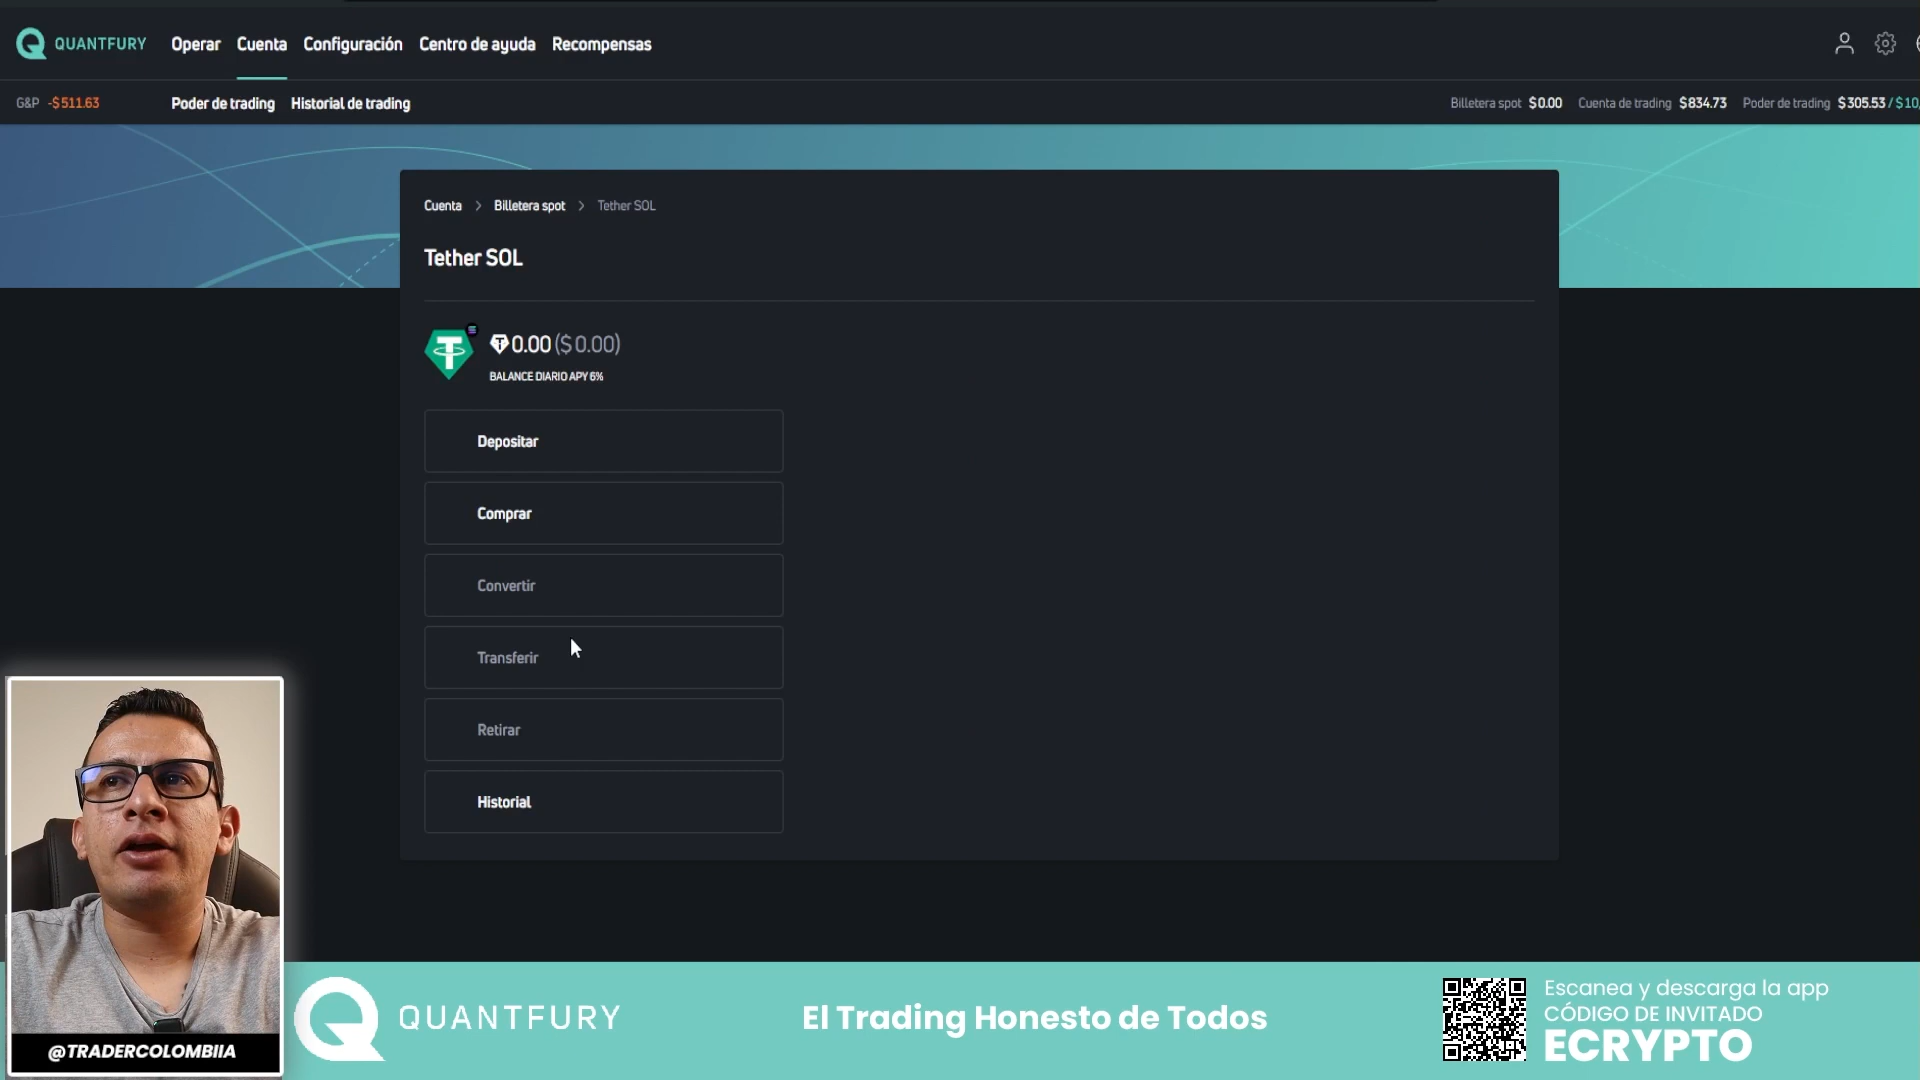 QUANTFURY Operar Cuenta Configuración Centro de ayuda Recompensas
G&P -$511.63 Poder de trading Historial de trading Billetera spot $0.00 Cuenta de trading $834.73 Poder de trading $305.53 / $10,
Cuenta > Billetera spot > Tether SOL
Tether SOL
0.00 ($0.00)
BALANCE DIARIO APY 6%
Depositar
Comprar
Convertir
Transferir
Retirar
Historial
@TRADERCOLOMBIIA
QUANTFURY
El Trading Honesto de Todos
Escanea y descarga la app
CÓDIGO DE INVITADO
ECRYPTO